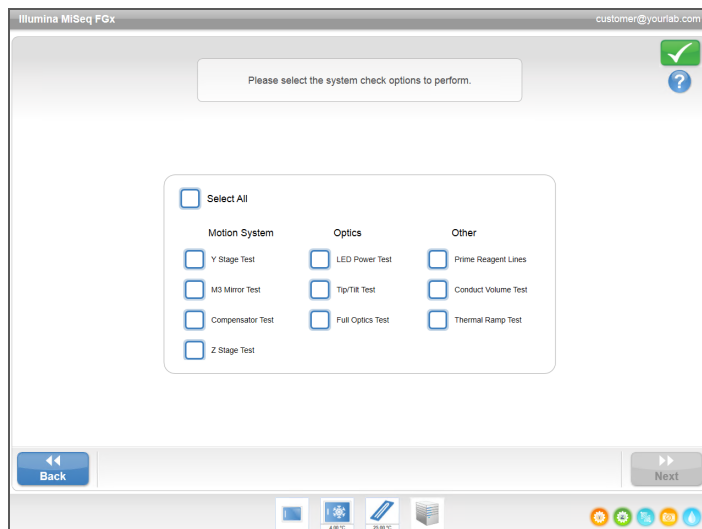 Illumina MiSeq FGx
customer@yourlab.com
Please select the system check options to perform.
?
Select All
Motion System
Optics
Other
Y Stage Test
LED Power Test
Prime Reagent Lines
M3 Mirror Test
Tip/Tilt Test
Conduct Volume Test
Compensator Test
Full Optics Test
Thermal Ramp Test
Z Stage Test
Back
Next